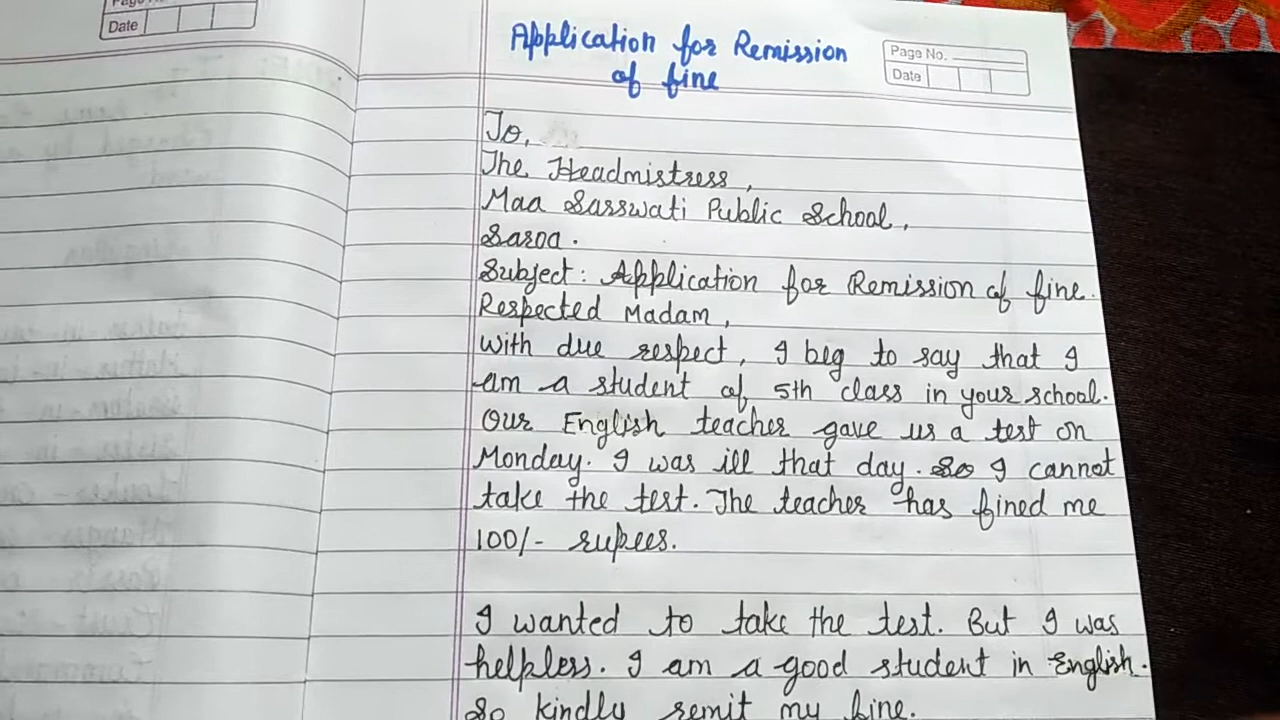 Page No.
Date
Application for Remission
of fine
Page No.
Date
To,
The Headmistress,
Maa Sarswati Public School,
Saroa.
Subject: Application for Remission of fine.
Respected Madam,
With due respect, I beg to say that I
am a student of 5th class in your school.
Our English teacher gave us a test on
Monday. I was ill that day. So I cannot
take the test. The teacher has fined me
100/- rupees.
I wanted to take the test. But I was
helpless. I am a good student in English.
So kindly remit my fine.